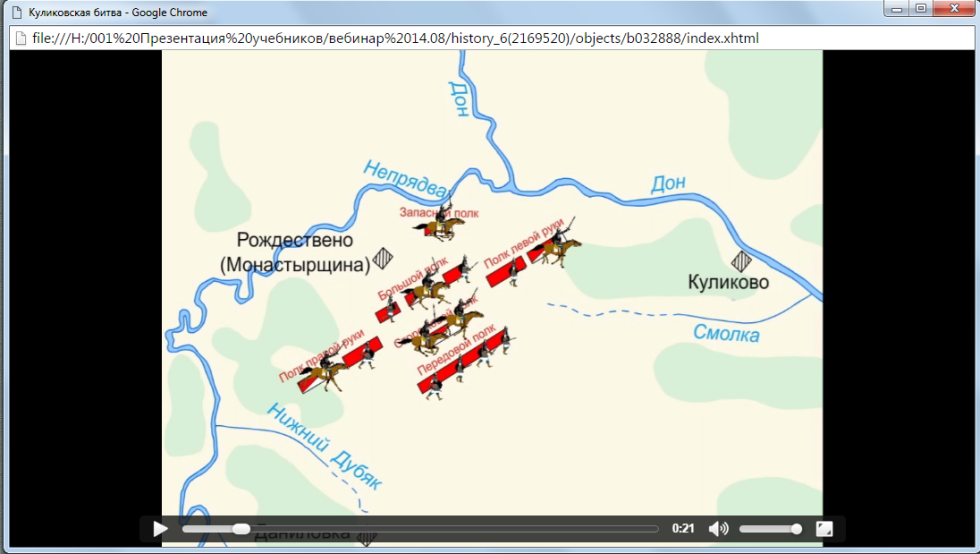 Куликовская битва - Google Chrome
file:///H:/001%20Презентация%20учебников/вебинар%2014.08/history_6(2169520)/objects/b032888/index.xhtml
Дон
Непрядва
Дон
Запасной полк
Рождествено
(Монастырщина)
Полк левой руки
Большой полк
Куликово
Смолка
полк
Передовой полк
Полк правой руки
Нижний Дубяк
Даниловка
0:21